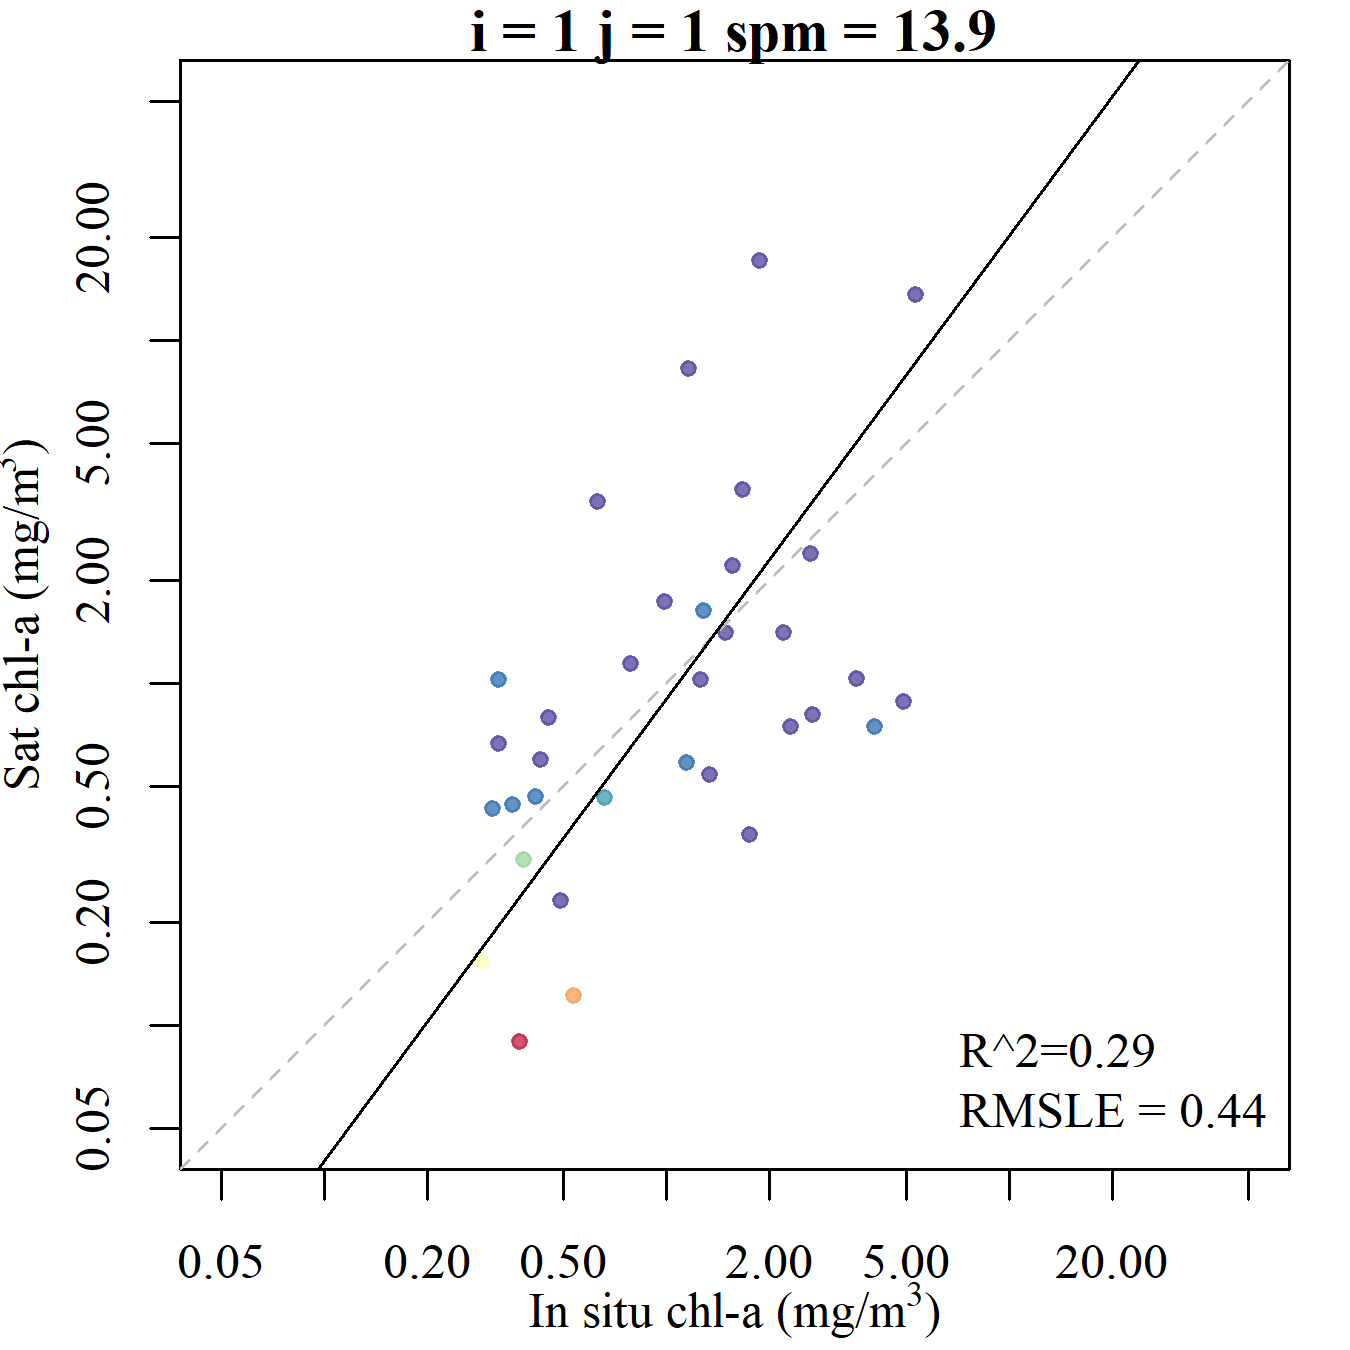 i = 1 j = 1 spm = 13.9
Sat chl-a (mg/m³)
20.00
5.00
2.00
0.50
0.20
0.05
R^2=0.29
RMSLE = 0.44
0.05 0.20 0.50 2.00 5.00 20.00
In situ chl-a (mg/m³)